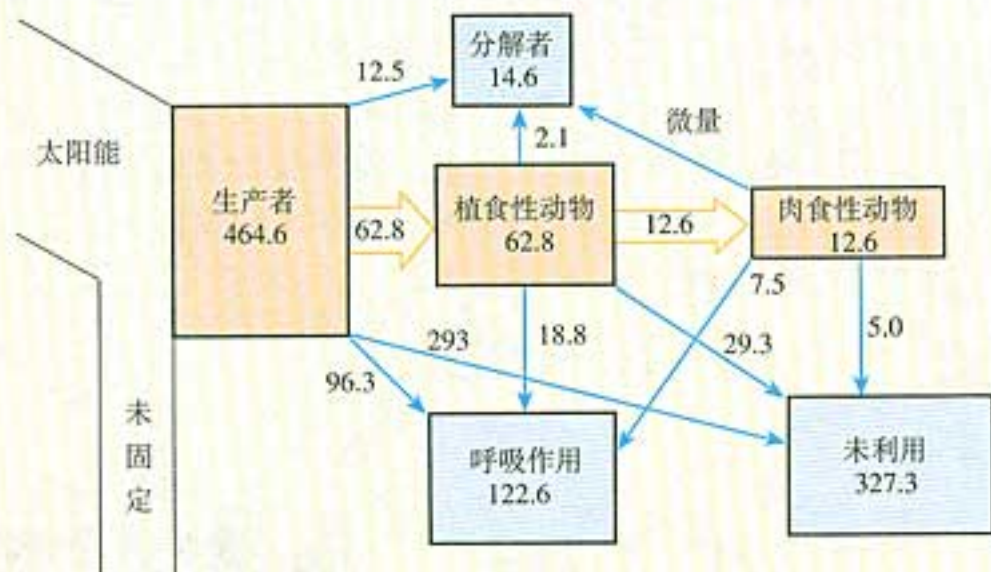 分解者
14.6
12.5
微量
2.1
太阳能
生产者
464.6
62.8
植食性动物
62.8
12.6
肉食性动物
12.6
7.5
293
18.8
29.3
5.0
96.3
未固定
呼吸作用
122.6
未利用
327.3